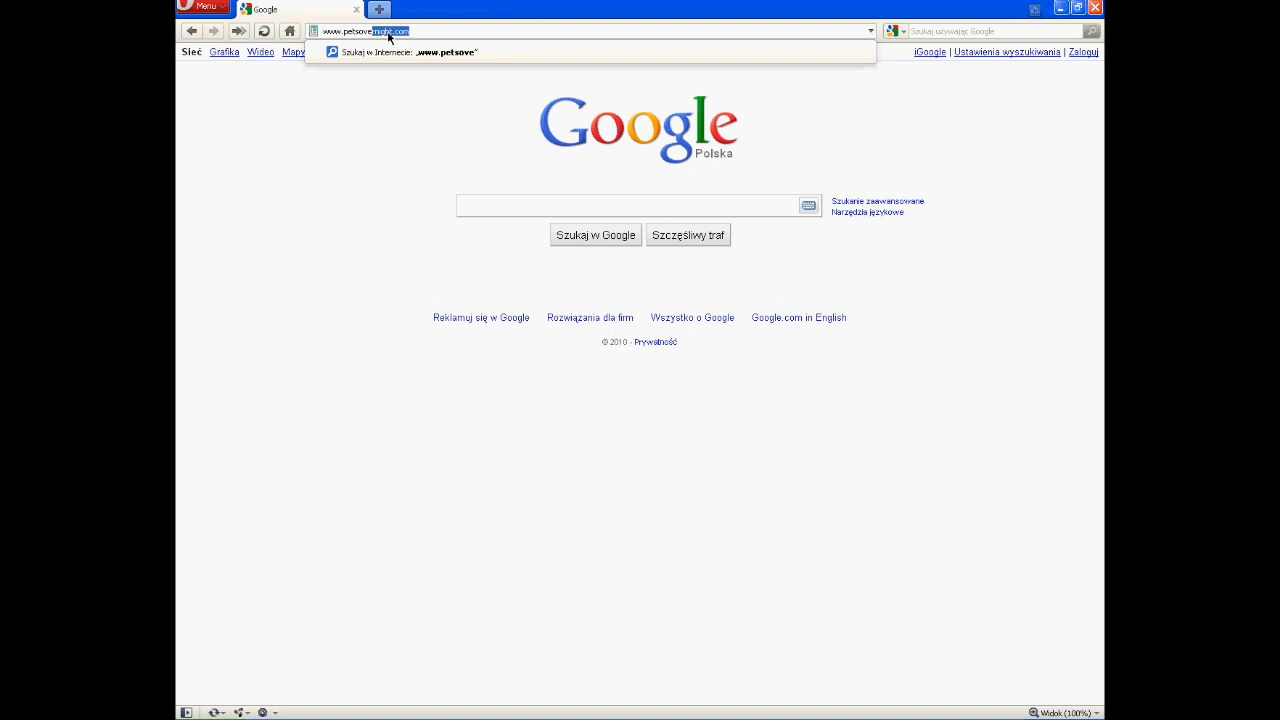 Menu
Google
www.petsovernight.com
Szukaj używając Google
Szukaj w Internecie: „www.petsove”
Sieć Grafika Wideo Mapy
iGoogle | Ustawienia wyszukiwania | Zaloguj
Google
Polska
Szukanie zaawansowane
Narzędzia językowe
Szukaj w Google Szczęśliwy traf
Reklamuj się w Google Rozwiązania dla firm Wszystko o Google Google.com in English
© 2010 - Prywatność
Widok (100%)